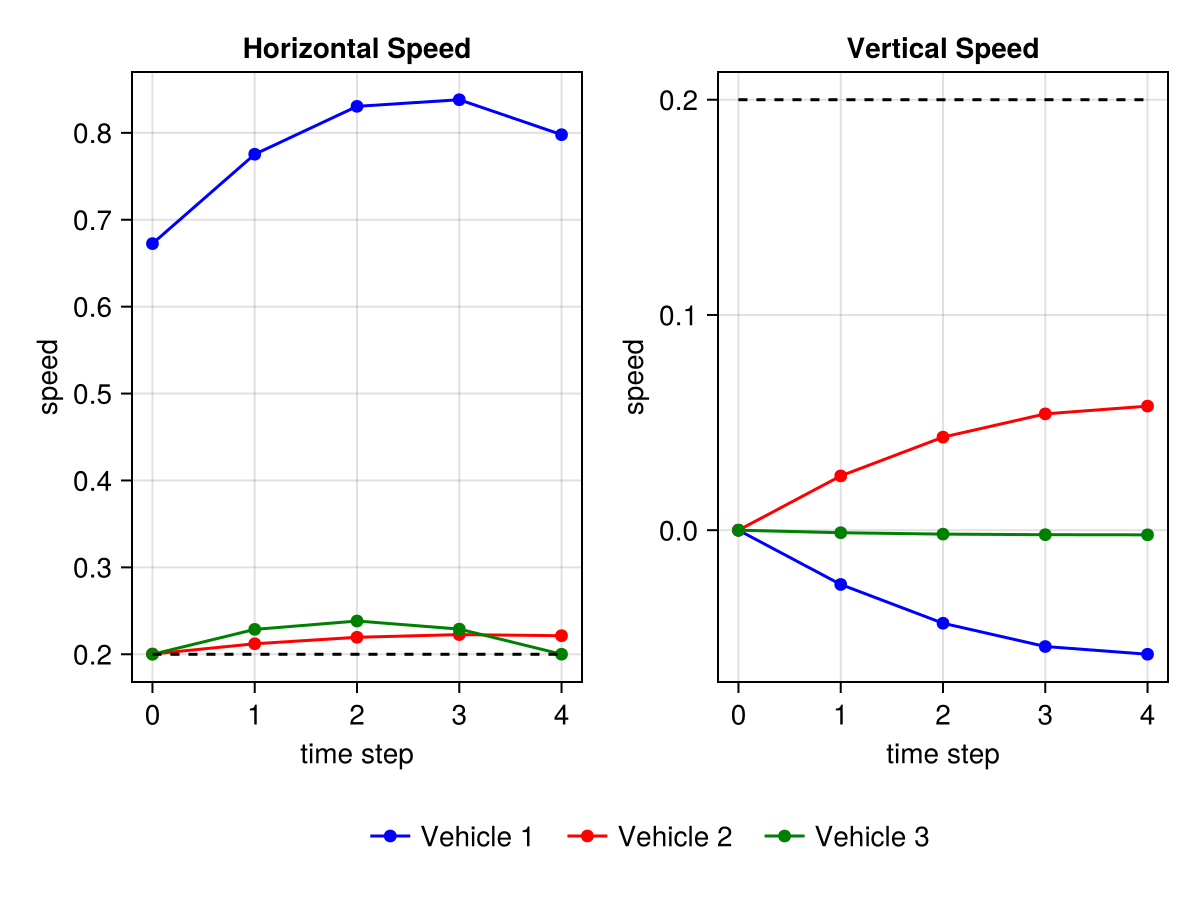 Horizontal Speed
speed
0.8
0.7
0.6
0.5
0.4
0.3
0.2
0 1 2 3 4
time step
Vertical Speed
speed
0.2
0.1
0.0
0 1 2 3 4
time step
Vehicle 1 Vehicle 2 Vehicle 3